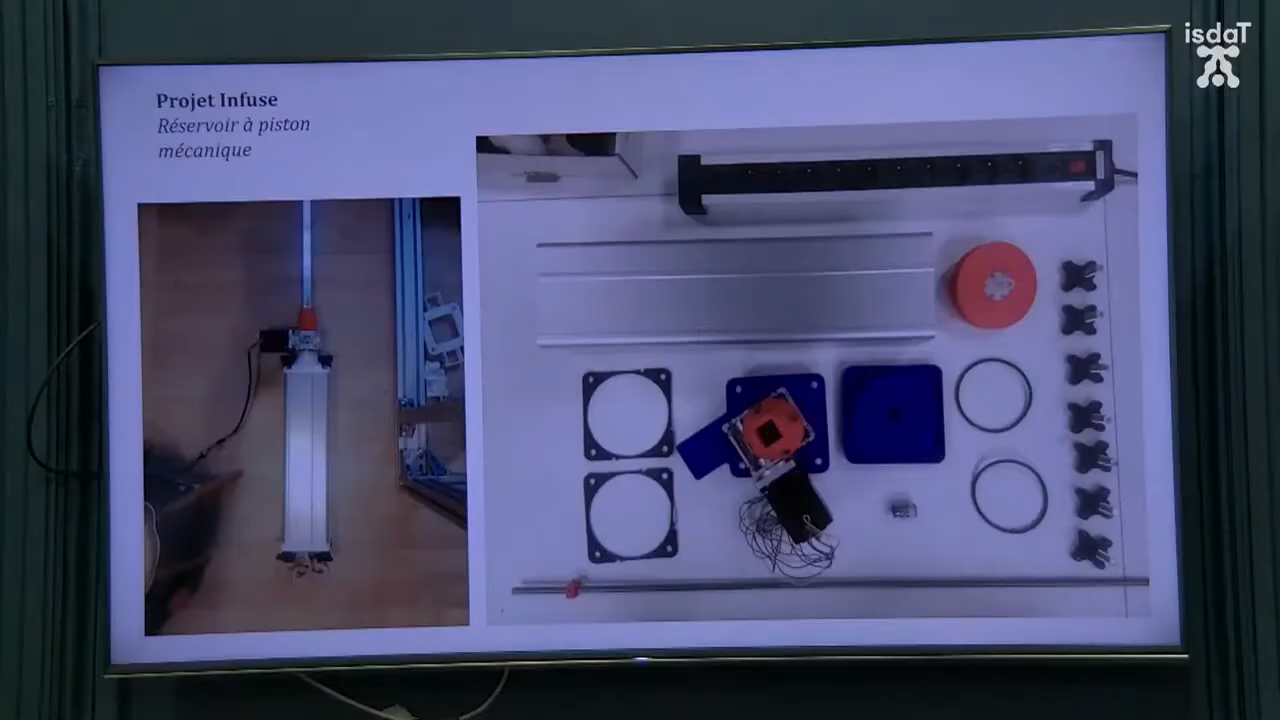 Projet Infuse
Réservoir à piston
mécanique
isdaT